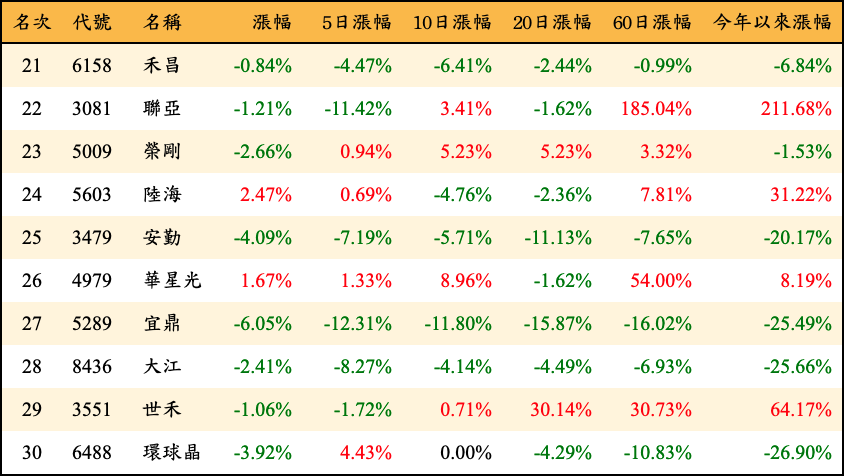 名次 代號 名稱 漲幅 5日漲幅 10日漲幅 20日漲幅 60日漲幅 今年以來漲幅
21 6158 禾昌 -0.84% -4.47% -6.41% -2.44% -0.99% -6.84%
22 3081 聯亞 -1.21% -11.42% 3.41% -1.62% 185.04% 211.68%
23 5009 榮剛 -2.66% 0.94% 5.23% 5.23% 3.32% -1.53%
24 5603 陸海 2.47% 0.69% -4.76% -2.36% 7.81% 31.22%
25 3479 安勤 -4.09% -7.19% -5.71% -11.13% -7.65% -20.17%
26 4979 華星光 1.67% 1.33% 8.96% -1.62% 54.00% 8.19%
27 5289 宜鼎 -6.05% -12.31% -11.80% -15.87% -16.02% -25.49%
28 8436 大江 -2.41% -8.27% -4.14% -4.49% -6.93% -25.66%
29 3551 世禾 -1.06% -1.72% 0.71% 30.14% 30.73% 64.17%
30 6488 環球晶 -3.92% 4.43% 0.00% -4.29% -10.83% -26.90%